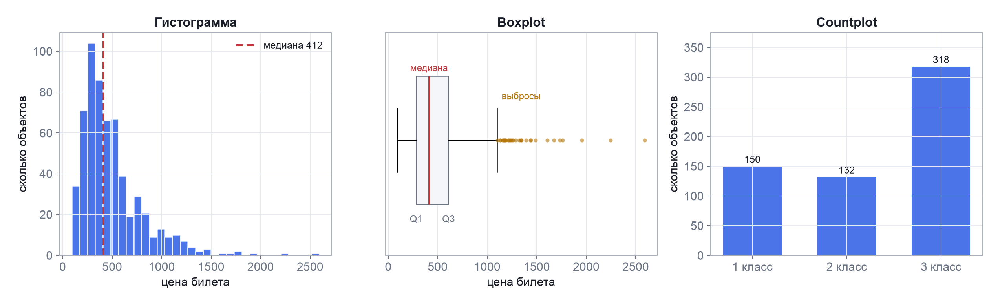 Гистограмма
медиана 412
100
80
60
40
20
0
сколько объектов
0 500 1000 1500 2000 2500
цена билета
Boxplot
медиана
выбросы
Q1 Q3
0 500 1000 1500 2000 2500
цена билета
Countplot
350
300
250
200
150
100
50
0
сколько объектов
318
150
132
1 класс 2 класс 3 класс